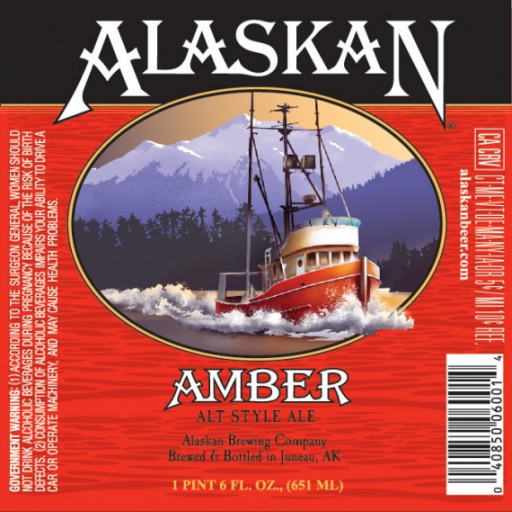 ALASKAN
®
AMBER
ALT STYLE ALE
Alaskan Brewing Company
Brewed & Bottled in Juneau, AK
1 PINT 6 FL. OZ., (651 ML)
GOVERNMENT WARNING: (1) ACCORDING TO THE SURGEON GENERAL, WOMEN SHOULD
NOT DRINK ALCOHOLIC BEVERAGES DURING PREGNANCY BECAUSE OF THE RISK OF BIRTH
DEFECTS. (2) CONSUMPTION OF ALCOHOLIC BEVERAGES IMPAIRS YOUR ABILITY TO DRIVE A
CAR OR OPERATE MACHINERY, AND MAY CAUSE HEALTH PROBLEMS.
CA CRV
alaskanbeer.com
0 40850 06001 4